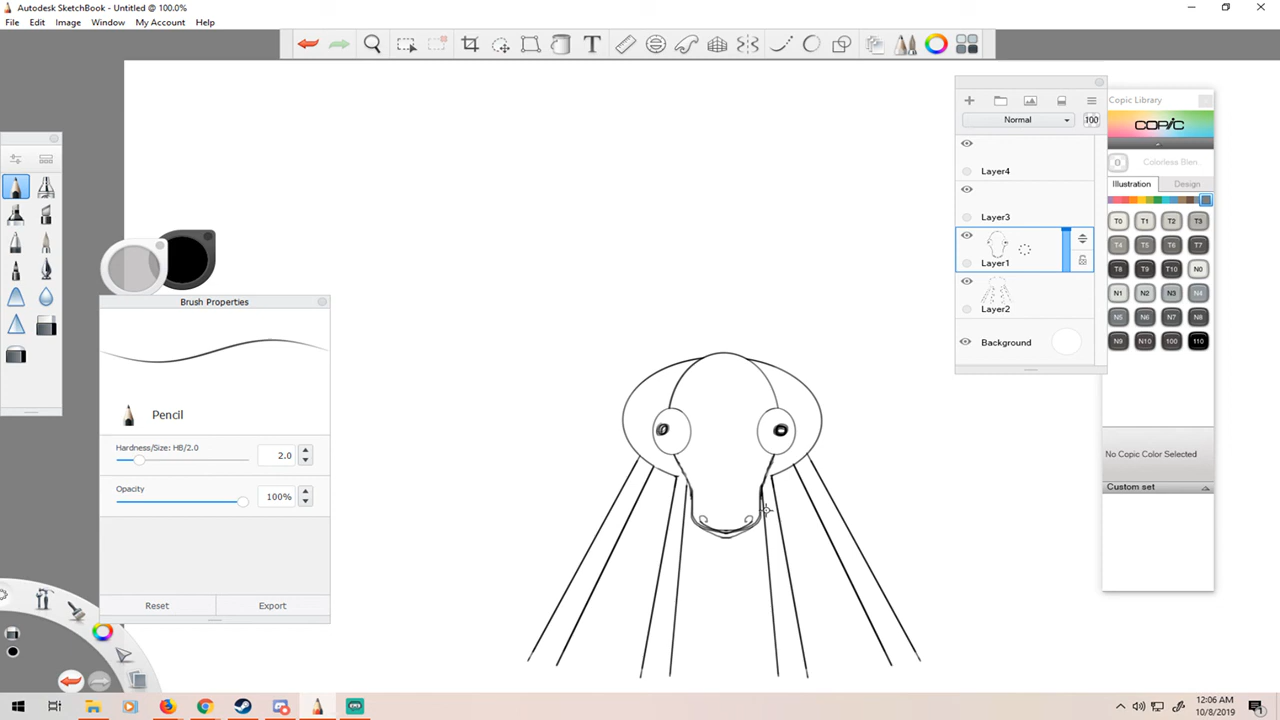 Autodesk SketchBook - Untitled @ 100.0%
File Edit Image Window My Account Help
Normal 100
Layer4
Layer3
Layer1
Layer2
Background
Copic Library
COPIC
0 Colorless Blen
Illustration Design
T0 T1 T2 T3
T4 T5 T6 T7
T8 T9 T10 N0
N1 N2 N3 N4
N5 N6 N7 N8
N9 N10 100 110
No Copic Color Selected
Custom set
Brush Properties
Pencil
Hardness/Size: HB/2.0
2.0
Opacity
100%
Reset Export
12:06 AM
10/8/2019